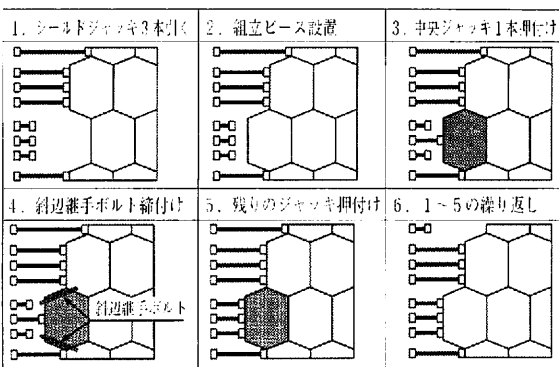 1. シールドジャッキ3本引く
2. 組立ピース設置
3. 中央ジャッキ1本押付け
4. 斜辺継手ボルト締付け
斜辺継手ボルト
5. 残りのジャッキ押付け
6. 1~5の繰り返し